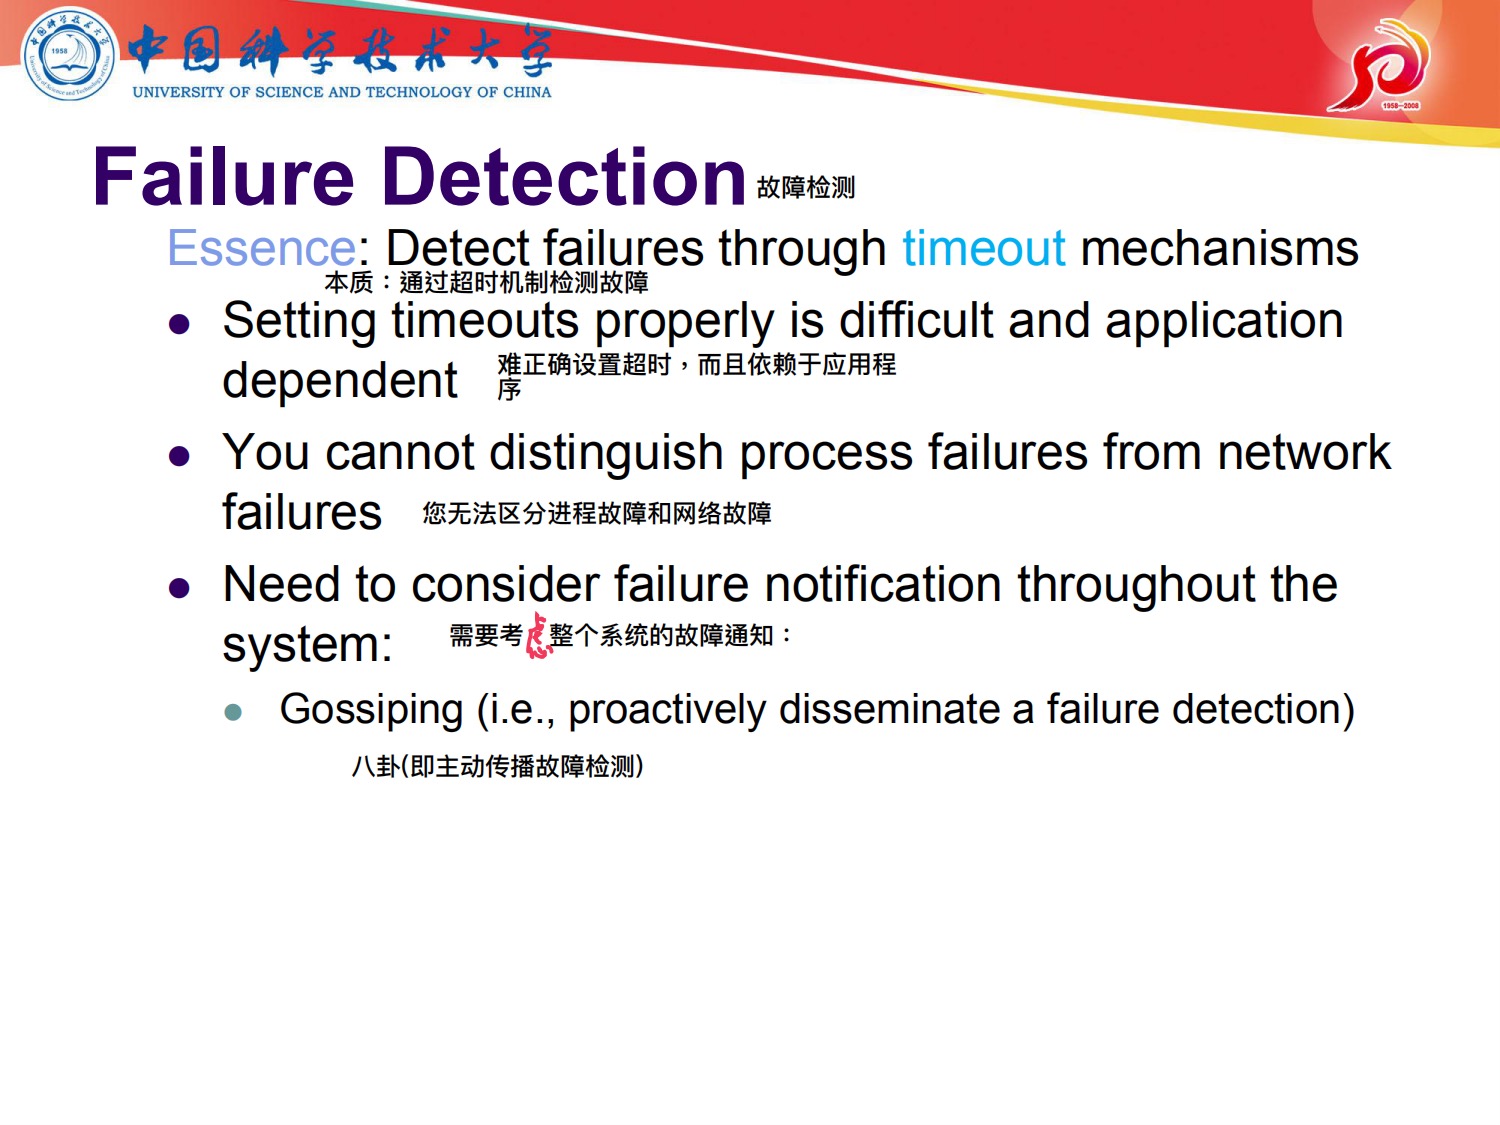 中国科学技术大学
UNIVERSITY OF SCIENCE AND TECHNOLOGY OF CHINA
1958
1958—2008
Failure Detection 故障检测
Essence: Detect failures through timeout mechanisms
本质：通过超时机制检测故障
Setting timeouts properly is difficult and application
dependent
难正确设置超时，而且依赖于应用程
序
You cannot distinguish process failures from network
failures 您无法区分进程故障和网络故障
Need to consider failure notification throughout the
system: 需要考虑整个系统的故障通知：
Gossiping (i.e., proactively disseminate a failure detection)
八卦(即主动传播故障检测)